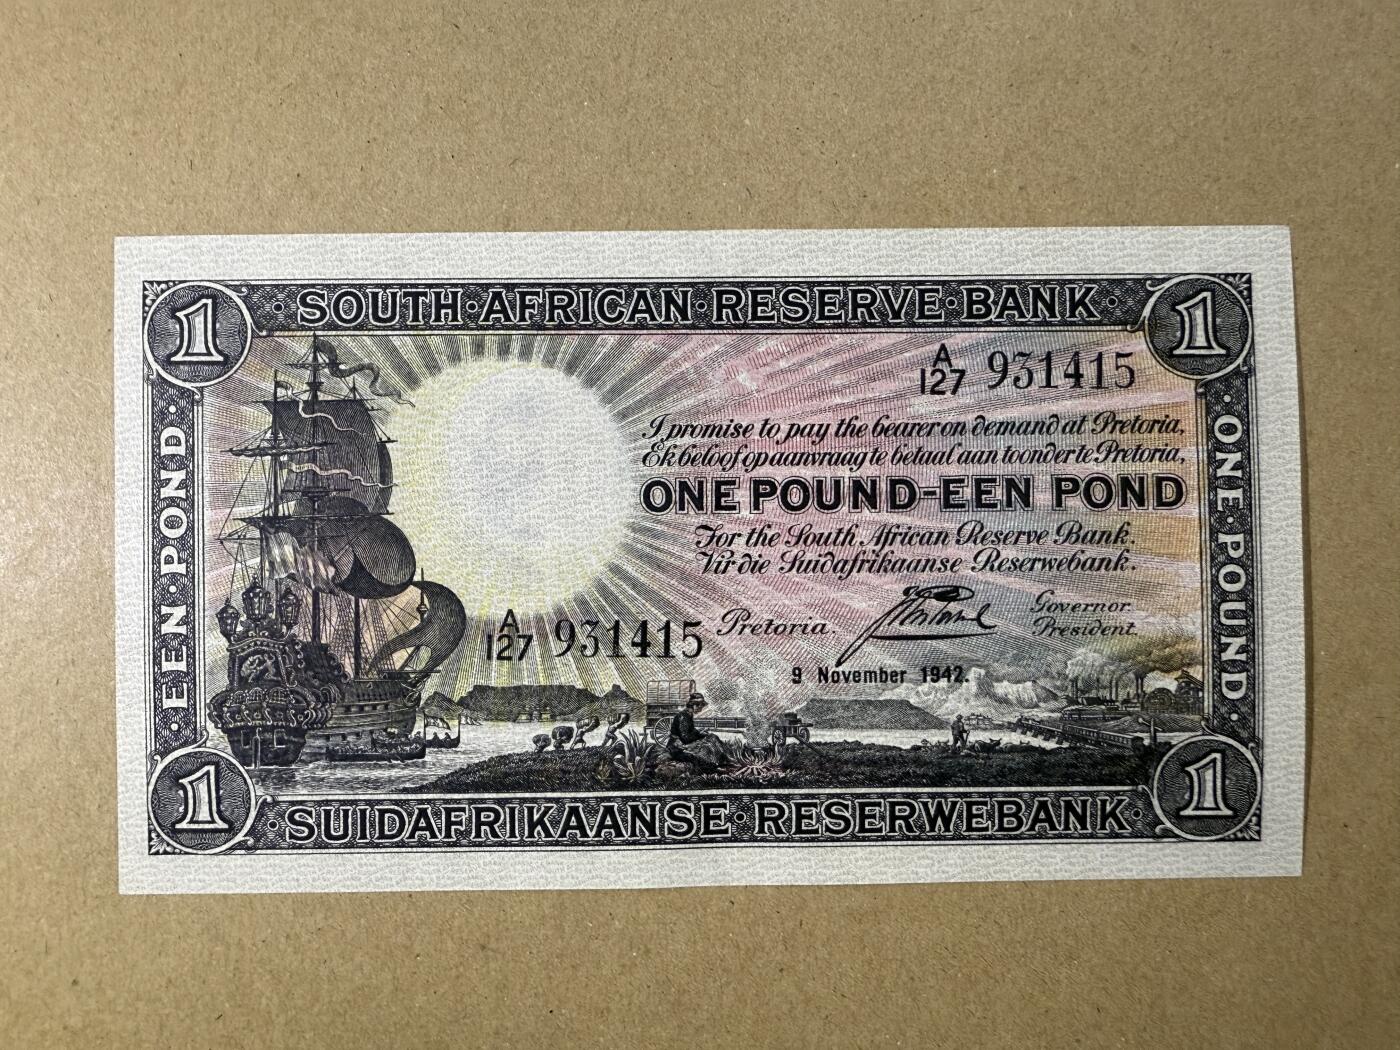 1 · SOUTH · AFRICAN · RESERVE · BANK · 1
A/127 931415
I promise to pay the bearer on demand at Pretoria,
Ek beloof op aanvraag te betaal aan toonder te Pretoria,
ONE POUND-EEN POND
For the South African Reserve Bank.
Vir die Suidafrikaanse Reserwebank.
A/127 931415
Pretoria.
Governor
President.
9 November 1942.
· EEN · POND ·
· ONE · POUND ·
1 · SUIDAFRIKAANSE · RESERWEBANK · 1